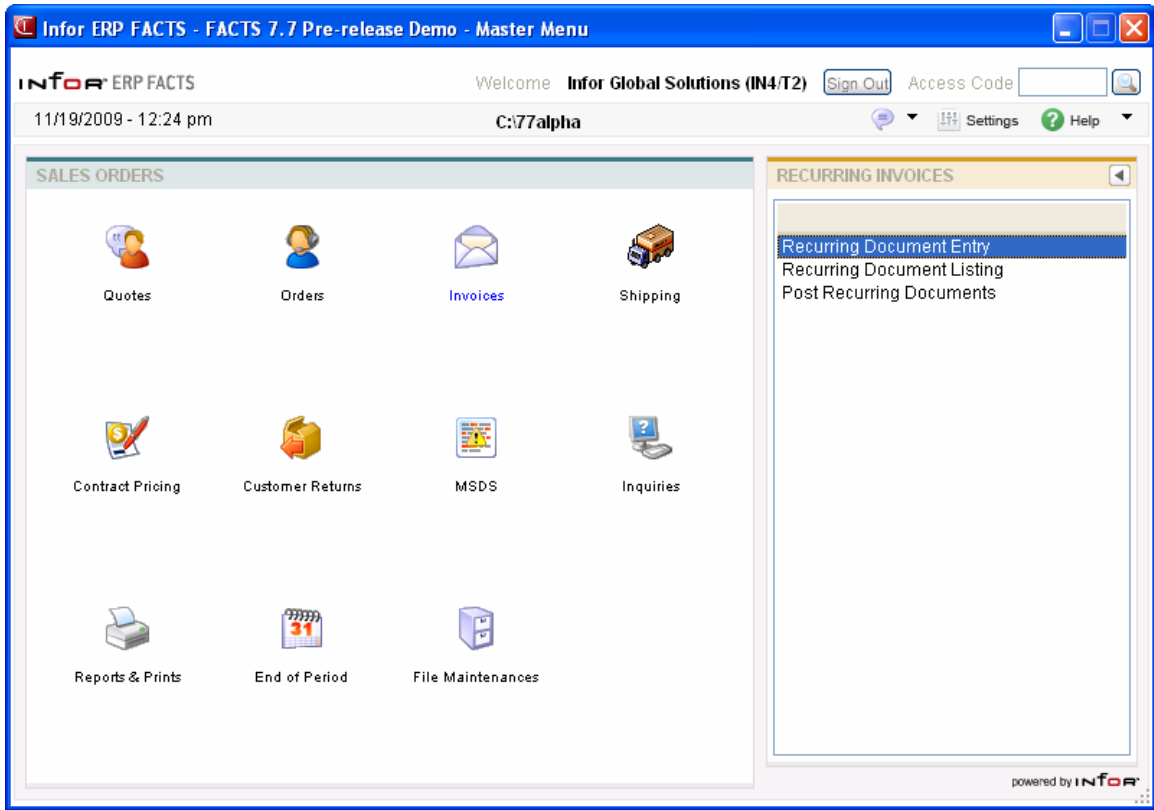 Infor ERP FACTS - FACTS 7.7 Pre-release Demo - Master Menu
infor ERP FACTS Welcome Infor Global Solutions (IN4/T2) Sign Out Access Code
11/19/2009 - 12:24 pm C:\77alpha Settings ? Help
SALES ORDERS
Quotes Orders Invoices Shipping
Contract Pricing Customer Returns MSDS Inquiries
31
Reports & Prints End of Period File Maintenances
RECURRING INVOICES
Recurring Document Entry
Recurring Document Listing
Post Recurring Documents
powered by infor